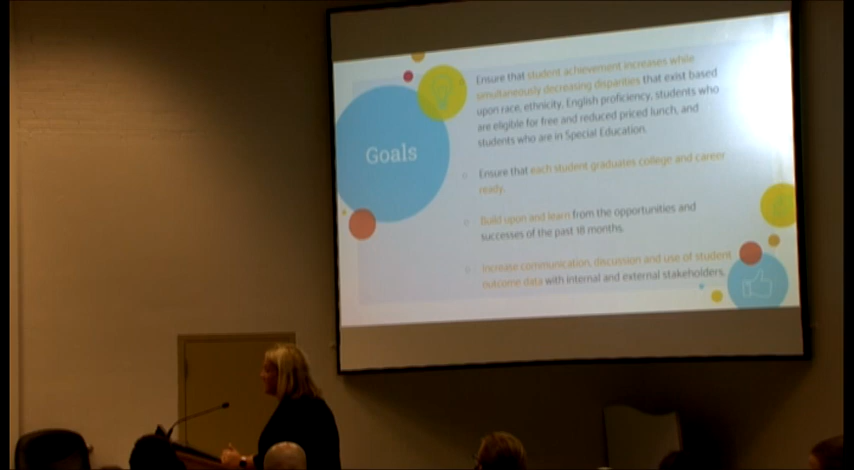 Goals
Ensure that student achievement increases while
simultaneously decreasing disparities that exist based
upon race, ethnicity, English proficiency, students who
are eligible for free and reduced priced lunch, and
students who are in Special Education.
Ensure that each student graduates college and career
ready.
Build upon and learn from the opportunities and
successes of the past 18 months.
Increase communication, discussion and use of student
outcome data with internal and external stakeholders.